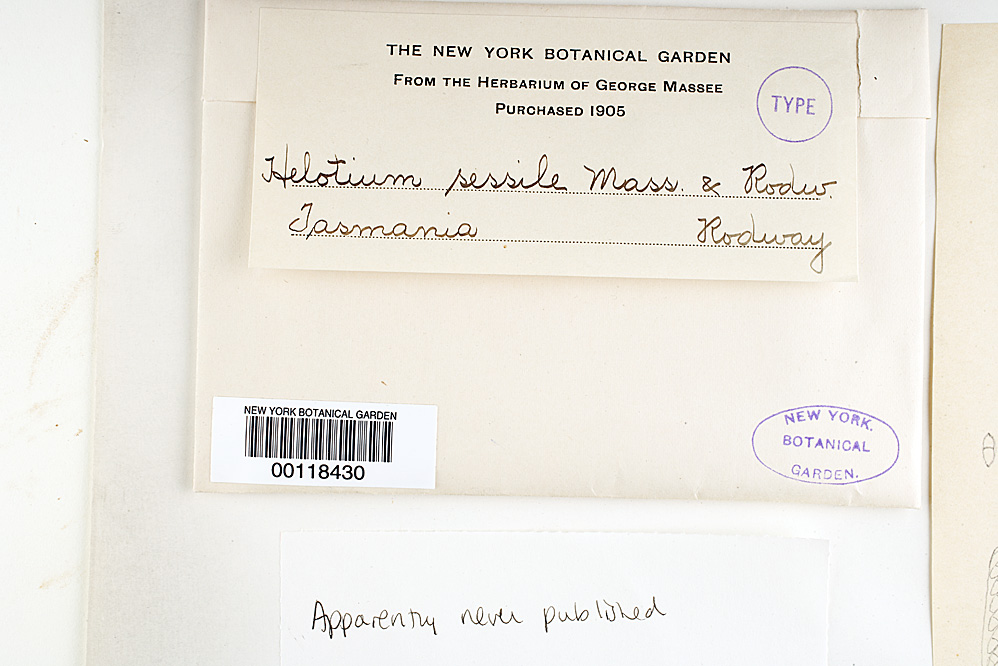 THE NEW YORK BOTANICAL GARDEN
FROM THE HERBARIUM OF GEORGE MASSEE
PURCHASED 1905
TYPE
Helotium sessile Mass. & Rodw.
Tasmania Rodway
NEW YORK BOTANICAL GARDEN
00118430
NEW YORK.
BOTANICAL
GARDEN.
Apparently never published